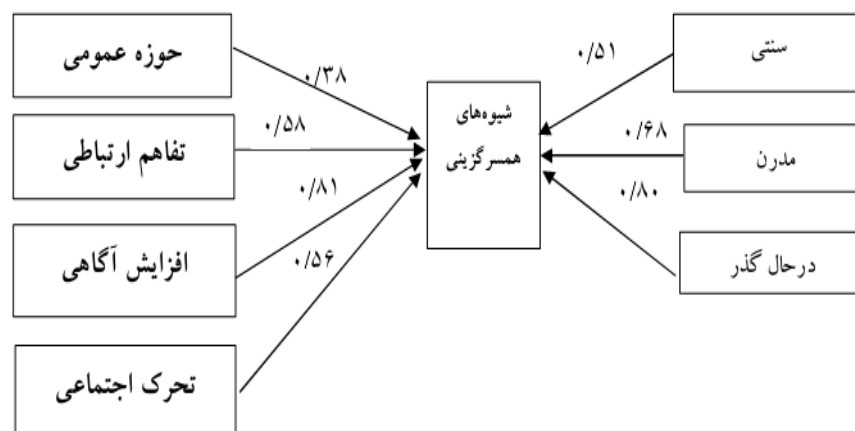 حوزه عمومی
سنتی
۰/۳۸
۰/۵۱
تفاهم ارتباطی
۰/۵۸
شیوه‌های
همسرگزینی
۰/۶۸
مدرن
۰/۸۱
۰/۸۰
افزایش آگاهی
۰/۵۶
درحال گذر
تحرک اجتماعی